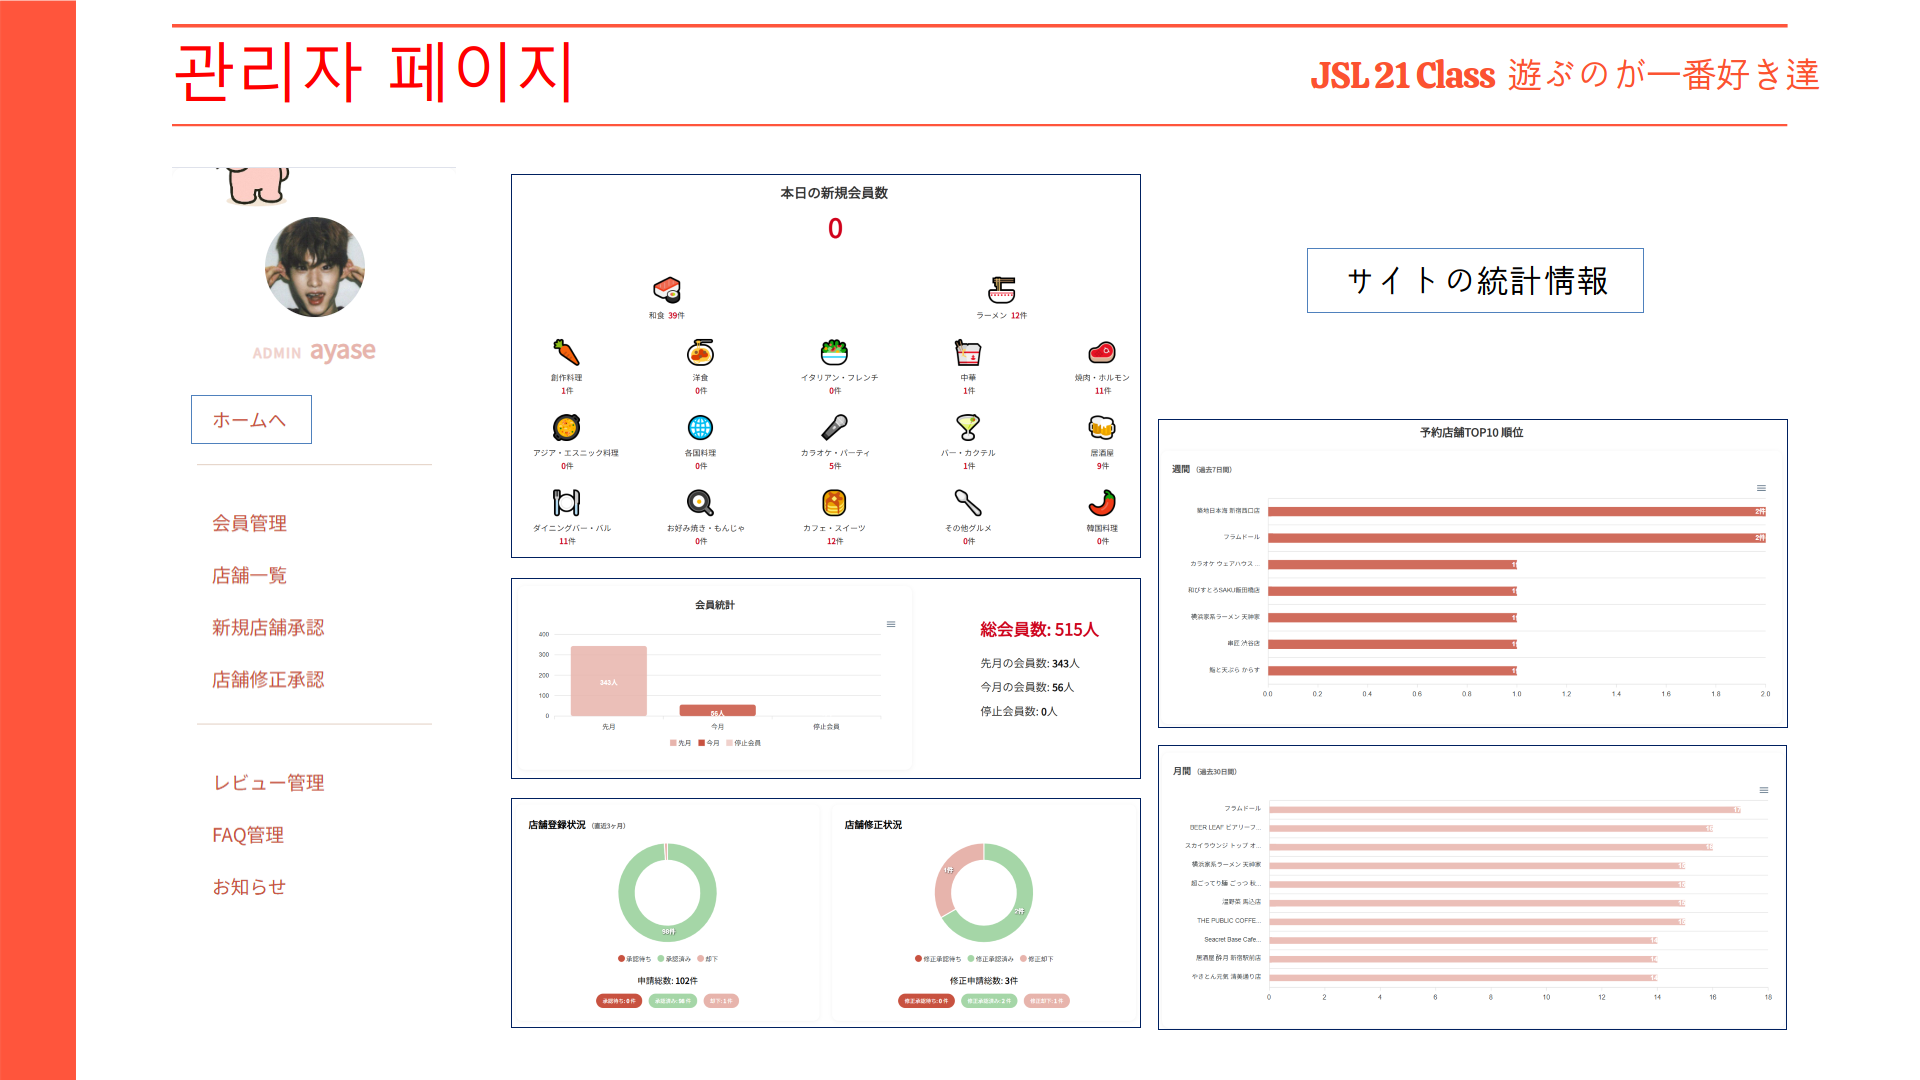 관리자 페이지
JSL 21 Class 遊ぶのが一番好き達
ADMIN ayase
ホームへ
会員管理
店舗一覧
新規店舗承認
店舗修正承認
レビュー管理
FAQ管理
お知らせ
本日の新規会員数
0
和食 39件
ラーメン 12件
創作料理 洋食 イタリアン・フレンチ 中華 焼肉・ホルモン
1件 0件 0件 1件 11件
アジア・エスニック料理 各国料理 カラオケ・パーティ バー・カクテル 居酒屋
0件 0件 5件 1件 9件
ダイニングバー・バル お好み焼き・もんじゃ カフェ・スイーツ その他グルメ 韓国料理
11件 0件 12件 0件 0件
会員統計
400
300
200
100
0
343人
56人
先月 今月 停止会員
先月 今月 停止会員
総会員数: 515人
先月の会員数: 343人
今月の会員数: 56人
停止会員数: 0人
店舗登録状況 (直近3ヶ月)
承認待ち 承認済み 却下
申請総数: 102件
承認待ち: 0件
店舗修正状況
1件
2件
修正承認待ち 修正承認済み 修正却下
修正申請総数: 3件
修正承認待ち: 0件 修正承認済み: 2件 修正却下: 1件
サイトの統計情報
予約店舗TOP10 順位
週間 (過去7日間)
築地日本海 新宿西口店
2件
フラムドール
2件
カラオケ ウェアハウス ...
和びすとろSAKU飯田橋店
横浜家系ラーメン 天神家
串匠 渋谷店
鮨と天ぷら からす
0.0 0.2 0.4 0.6 0.8 1.0 1.2 1.4 1.6 1.8 2.0
月間 (過去30日間)
フラムドール
BEER LEAF ビアリーフ...
スカイラウンジ トップ オ...
横浜家系ラーメン 天神家
超ごってり麺 ごっつ 秋...
温野菜 馬込店
THE PUBLIC COFFE...
Seacret Base Cafe...
居酒屋 酔月 新宿駅前店
やきとん元気 清美通り店
0 2 4 6 8 10 12 14 16 18